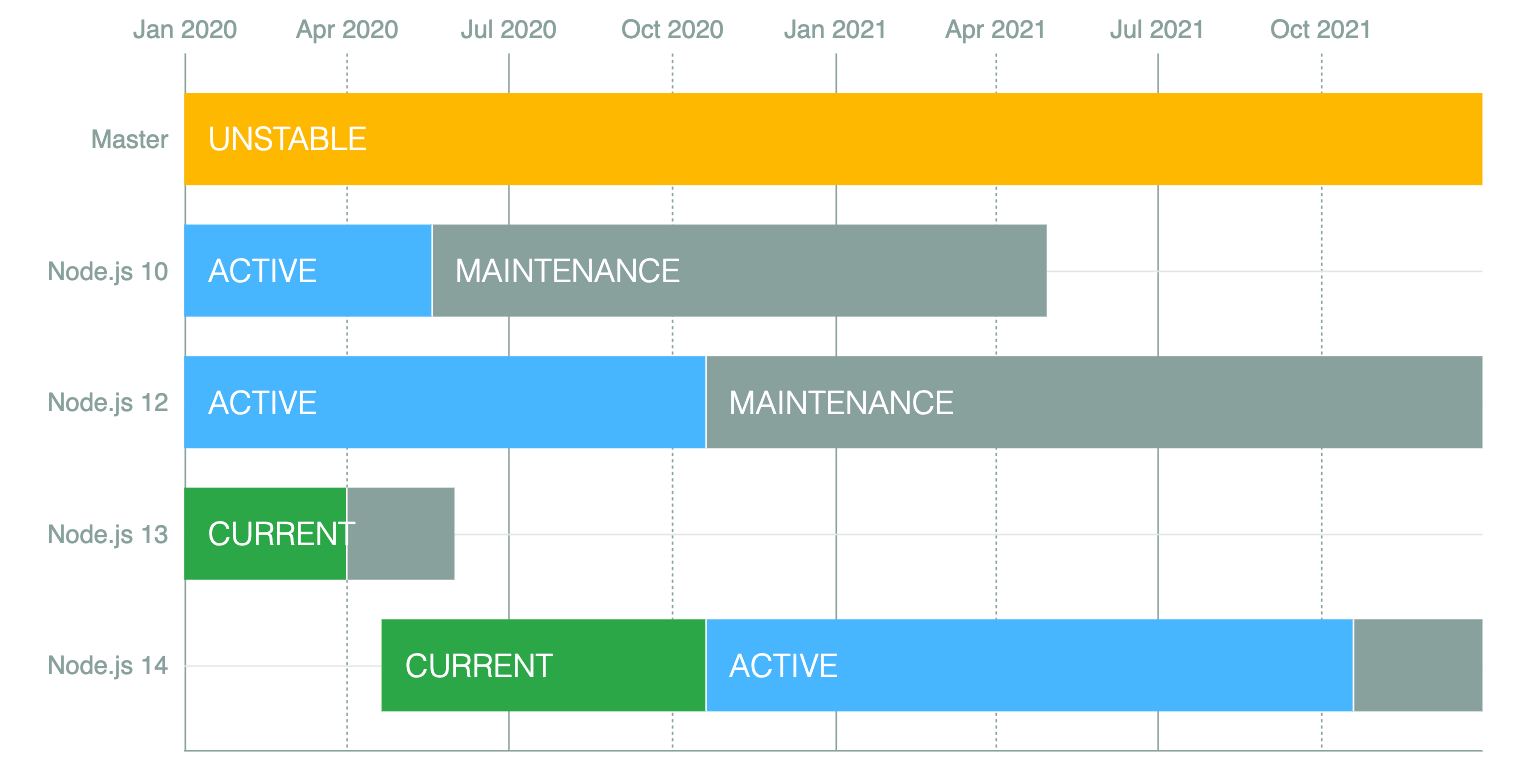 Jan 2020 Apr 2020 Jul 2020 Oct 2020 Jan 2021 Apr 2021 Jul 2021 Oct 2021
Master UNSTABLE
Node.js 10 ACTIVE MAINTENANCE
Node.js 12 ACTIVE MAINTENANCE
Node.js 13 CURRENT
Node.js 14 CURRENT ACTIVE